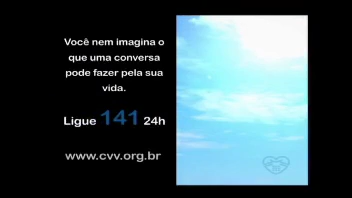 Você nem imagina o
que uma conversa
pode fazer pela sua
vida.
Ligue 141 24h
www.cvv.org.br